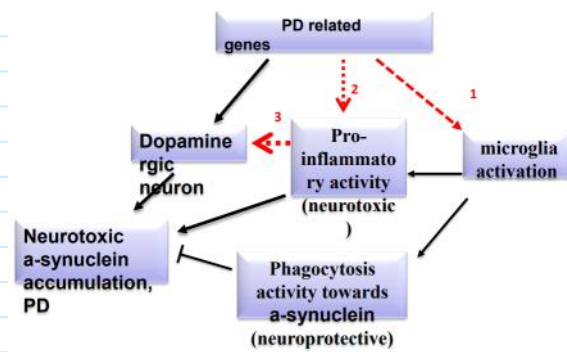 PD related
genes
1
2
3
Dopamine
rgic
neuron
Pro-
inflammato
ry activity
(neurotoxic
)
microglia
activation
Neurotoxic
a-synuclein
accumulation,
PD
Phagocytosis
activity towards
a-synuclein
(neuroprotective)